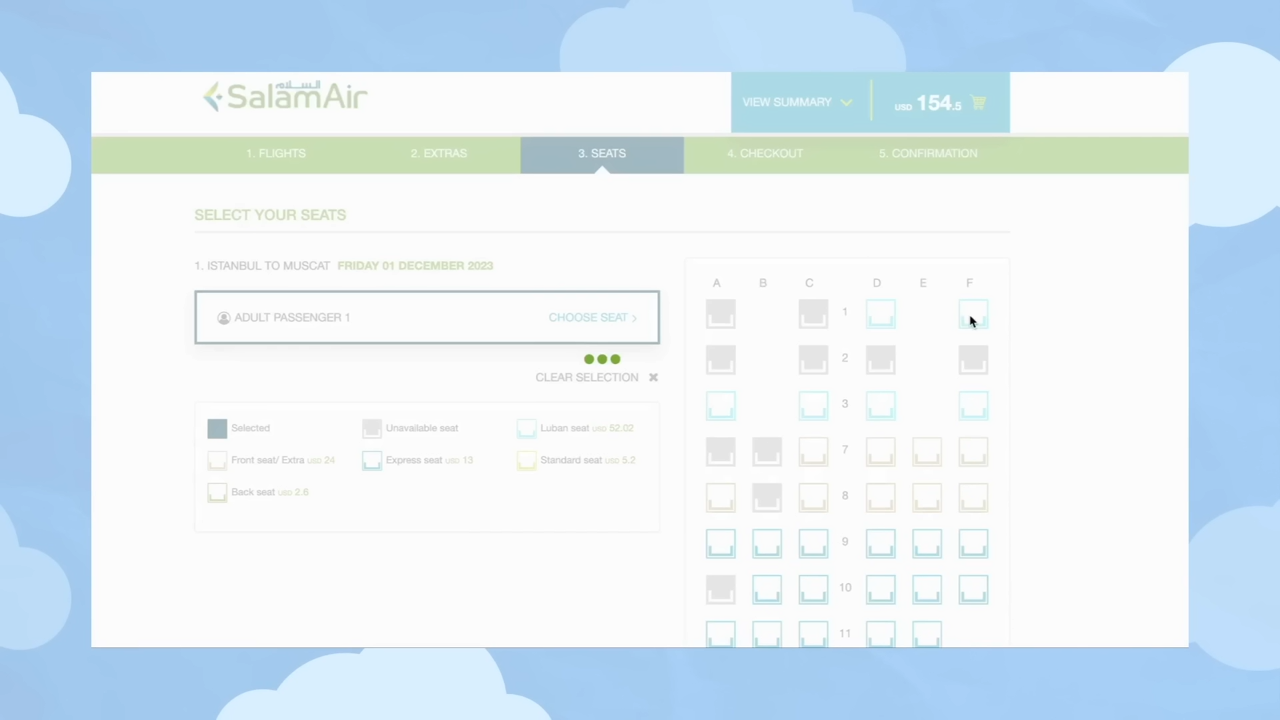 السلام
SalamAir
VIEW SUMMARY
USD 154.5
1. FLIGHTS
2. EXTRAS
3. SEATS
4. CHECKOUT
5. CONFIRMATION
SELECT YOUR SEATS
1. ISTANBUL TO MUSCAT FRIDAY 01 DECEMBER 2023
ADULT PASSENGER 1
CHOOSE SEAT
CLEAR SELECTION
Selected
Unavailable seat
Luban seat USD 52.02
Front seat/ Extra USD 24
Express seat USD 13
Standard seat USD 5.2
Back seat USD 2.6
A B C D E F
1
2
3
7
8
9
10
11